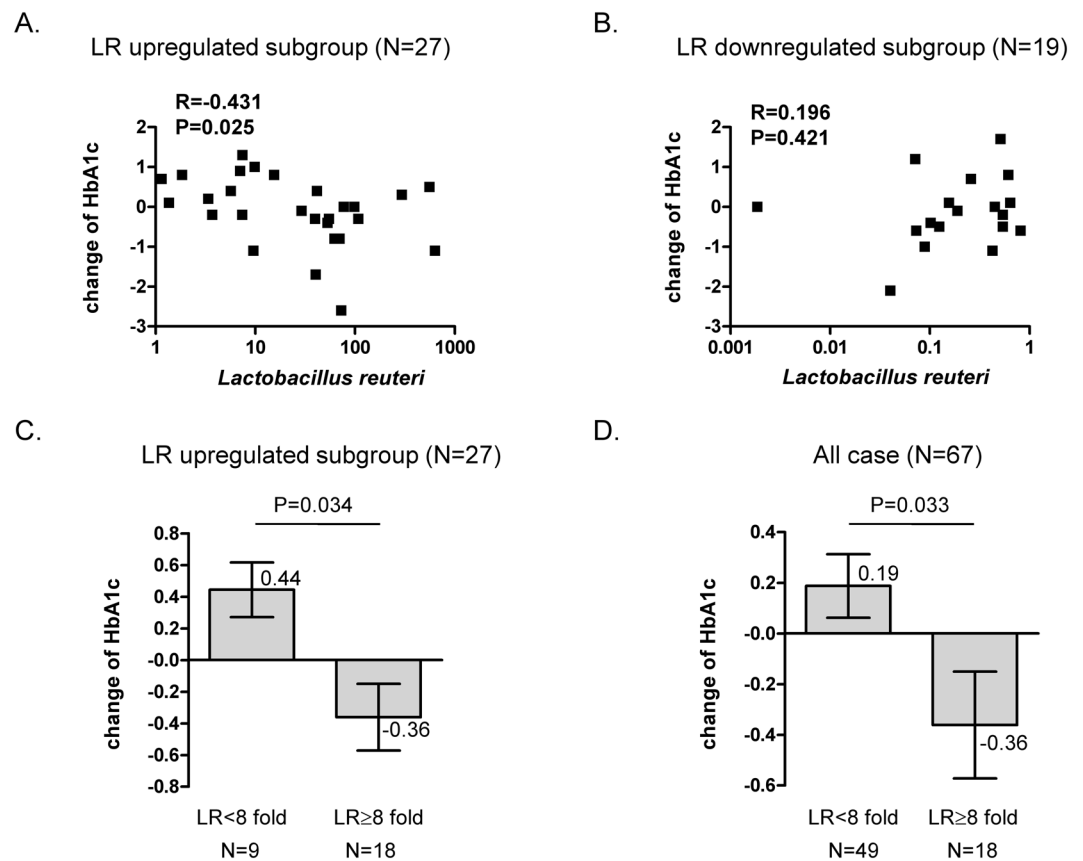 A.
LR upregulated subgroup (N=27)
R=-0.431
P=0.025
change of HbA1c
2
1
0
-1
-2
-3
1 10 100 1000
Lactobacillus reuteri
B.
LR downregulated subgroup (N=19)
R=0.196
P=0.421
change of HbA1c
2
1
0
-1
-2
-3
0.001 0.01 0.1 1
Lactobacillus reuteri
C.
LR upregulated subgroup (N=27)
P=0.034
change of HbA1c
0.8
0.6
0.4
0.2
-0.0
-0.2
-0.4
-0.6
-0.8
0.44
-0.36
LR<8 fold LR≥8 fold
N=9 N=18
D.
All case (N=67)
P=0.033
change of HbA1c
0.4
0.2
-0.0
-0.2
-0.4
-0.6
0.19
-0.36
LR<8 fold LR≥8 fold
N=49 N=18